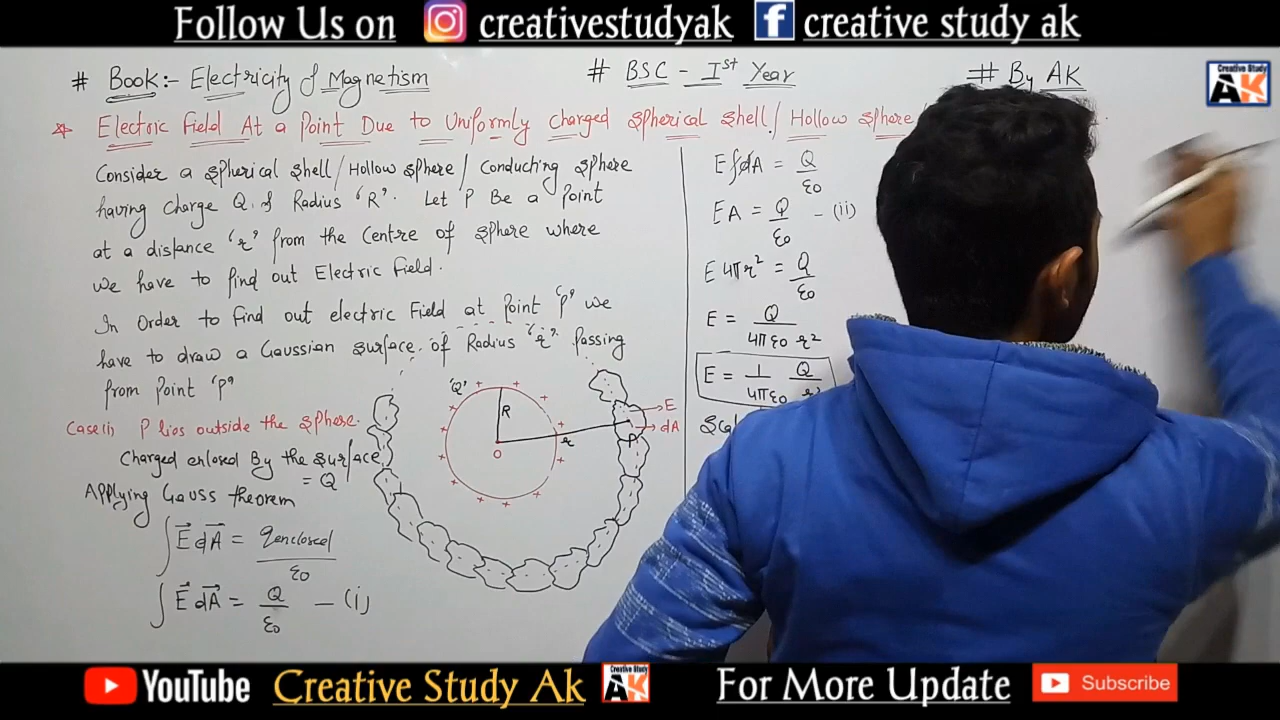 Follow Us on creativestudyak creative study ak
# Book:- Electricity & Magnetism # BSC - Ist Year # By AK
Creative Study
AK
* Electric Field At a Point Due to Uniformly charged Spherical Shell / Hollow Sphere
Consider a Spherical Shell / Hollow Sphere / Conducting Sphere
having charge Q & Radius 'R'. Let P Be a Point
at a distance 'r' from the Centre of Sphere where
we have to find out Electric Field.
In Order to find out electric Field at Point 'P' we
have to draw a Gaussian Surface of Radius 'r' Passing
from Point 'P'
Case(i) P lies outside the Sphere.
Charged enlosed By the Surface
= Q
Applying Gauss theorem
∫E⃗ dA⃗ = qenclosed/ε0
∫E⃗ dA⃗ = Q/ε0 – (i)
'Q'
R
O
r
P
E
dA
E∮dA = Q/ε0
EA = Q/ε0 – (ii)
E 4πr² = Q/ε0
E = Q/4πε0 r²
E = 1/4πε0 Q/r²
YouTube Creative Study Ak Creative Study AK For More Update Subscribe